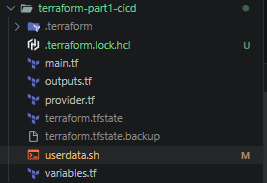 terraform-part1-cicd
.terraform
.terraform.lock.hcl U
main.tf
outputs.tf
provider.tf
terraform.tfstate
terraform.tfstate.backup
userdata.sh M
variables.tf